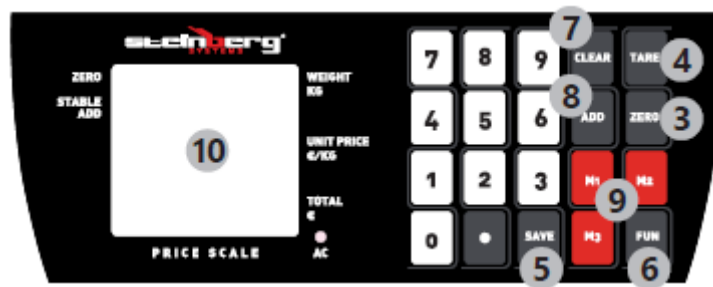 steinberg
SYSTEMS
ZERO
STABLE
ADD
10
WEIGHT
KG
UNIT PRICE
€/KG
TOTAL
€
AC
PRICE SCALE
7
7 8 9 CLEAR TARE 4
8
4 5 6 ADD ZERO 3
1 2 3 M1 M2
9
0 • SAVE M3 FUN
5 6